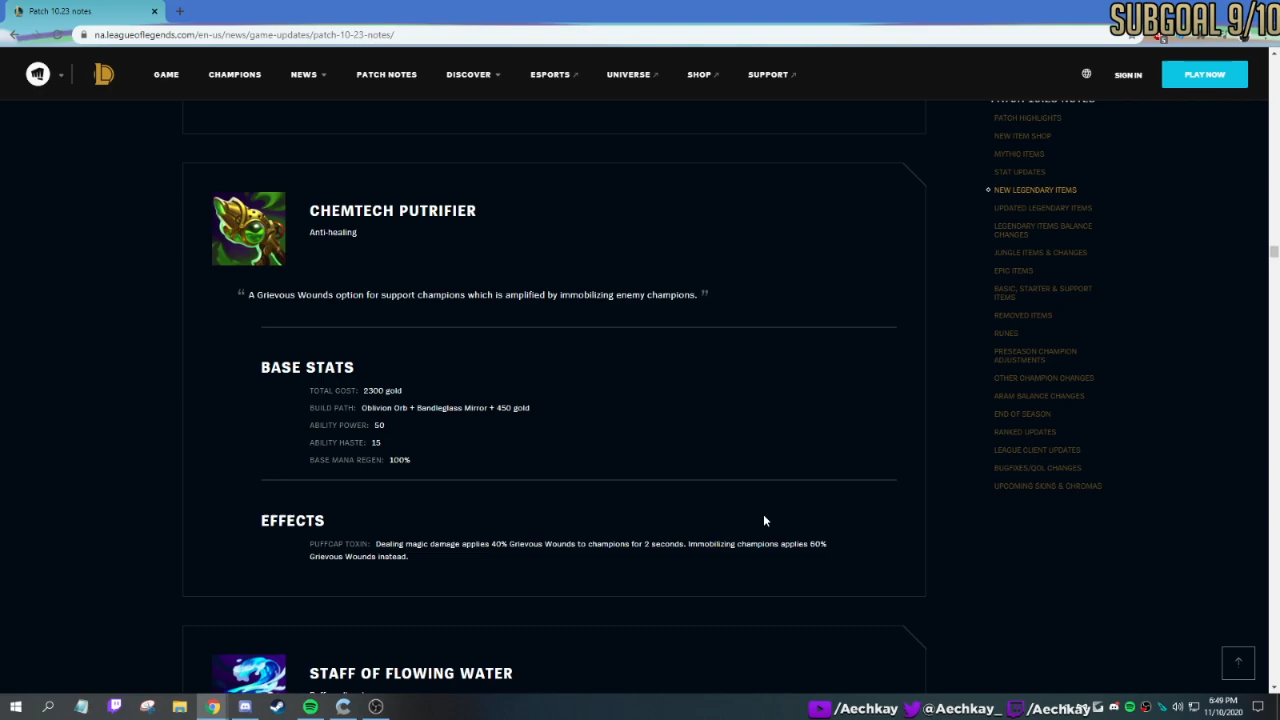 Patch 10.23 notes
SUBGOAL 9/10
na.leagueoflegends.com/en-us/news/game-updates/patch-10-23-notes/
GAME CHAMPIONS NEWS PATCH NOTES DISCOVER ESPORTS UNIVERSE SHOP SUPPORT SIGN IN PLAY NOW
PATCH 10.23 NOTES
PATCH HIGHLIGHTS
NEW ITEM SHOP
MYTHIC ITEMS
STAT UPDATES
NEW LEGENDARY ITEMS
UPDATED LEGENDARY ITEMS
LEGENDARY ITEMS BALANCE
CHANGES
JUNGLE ITEMS & CHANGES
EPIC ITEMS
BASIC, STARTER & SUPPORT
ITEMS
REMOVED ITEMS
RUNES
PRESEASON CHAMPION
ADJUSTMENTS
OTHER CHAMPION CHANGES
ARAM BALANCE CHANGES
END OF SEASON
RANKED UPDATES
LEAGUE CLIENT UPDATES
BUGFIXES/QOL CHANGES
UPCOMING SKINS & CHROMAS
CHEMTECH PUTRIFIER
Anti-healing
“ A Grievous Wounds option for support champions which is amplified by immobilizing enemy champions. ”
BASE STATS
TOTAL COST: 2300 gold
BUILD PATH: Oblivion Orb + Bandleglass Mirror + 450 gold
ABILITY POWER: 50
ABILITY HASTE: 15
BASE MANA REGEN: 100%
EFFECTS
PUFFCAP TOXIN: Dealing magic damage applies 40% Grievous Wounds to champions for 2 seconds. Immobilizing champions applies 60%
Grievous Wounds instead.
STAFF OF FLOWING WATER
/Aechkay @Aechkay_ /Aechkay
6:49 PM
11/10/2020